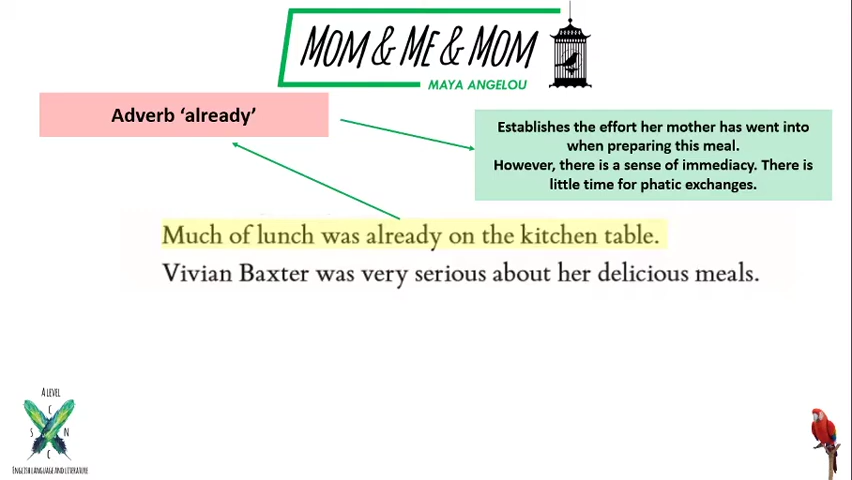 MOM & ME & MOM
MAYA ANGELOU
Adverb ‘already’
Establishes the effort her mother has went into
when preparing this meal.
However, there is a sense of immediacy. There is
little time for phatic exchanges.
Much of lunch was already on the kitchen table.
Vivian Baxter was very serious about her delicious meals.
A LEVEL
C
S N
C
ENGLISH LANGUAGE AND LITERATURE